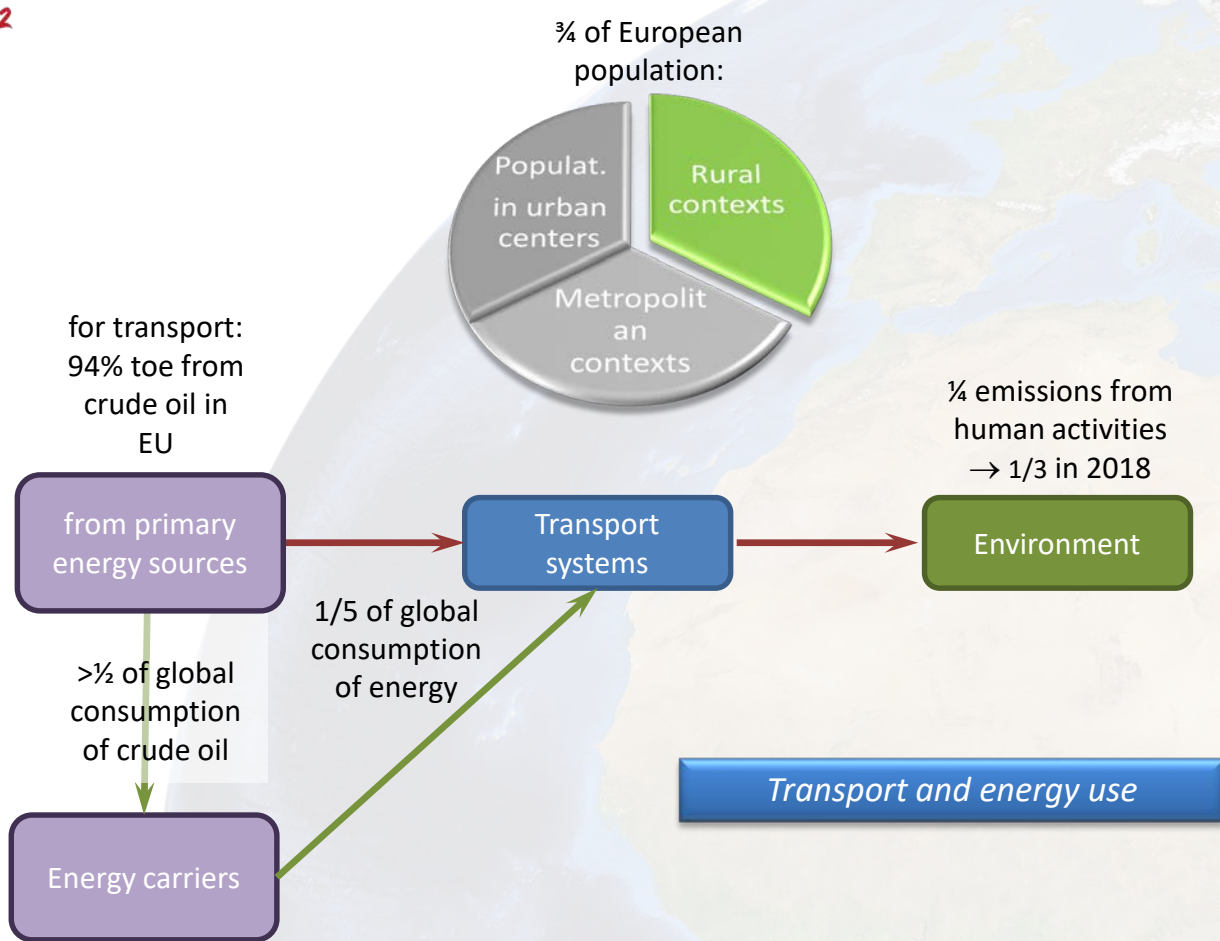 2
¾ of European
population:
Populat.
in urban
centers
Rural
contexts
Metropolit
an
contexts
for transport:
94% toe from
crude oil in
EU
¼ emissions from
human activities
→ 1/3 in 2018
from primary
energy sources
Transport
systems
Environment
1/5 of global
consumption
of energy
>½ of global
consumption
of crude oil
Transport and energy use
Energy carriers